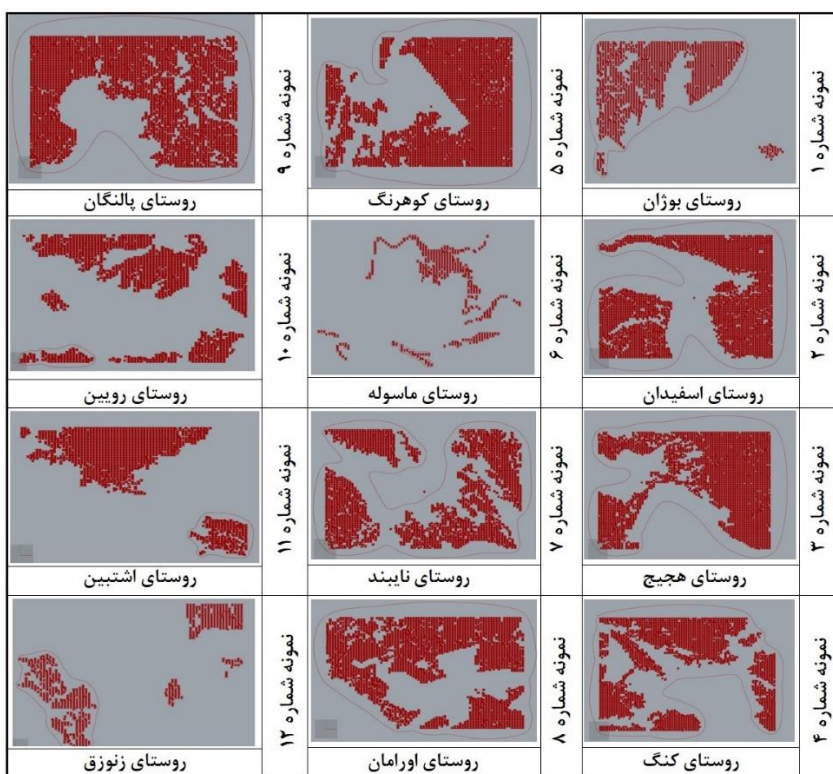 نمونه شماره ۱
روستای بوژان
نمونه شماره ۲
روستای اسفیدان
نمونه شماره ۳
روستای هجیج
نمونه شماره ۴
روستای کنگ
نمونه شماره ۵
روستای کوهرنگ
نمونه شماره ۶
روستای ماسوله
نمونه شماره ۷
روستای نایبند
نمونه شماره ۸
روستای اورامان
نمونه شماره ۹
روستای پالنگان
نمونه شماره ۱۰
روستای رویین
نمونه شماره ۱۱
روستای اشتبین
نمونه شماره ۱۲
روستای زنوزق